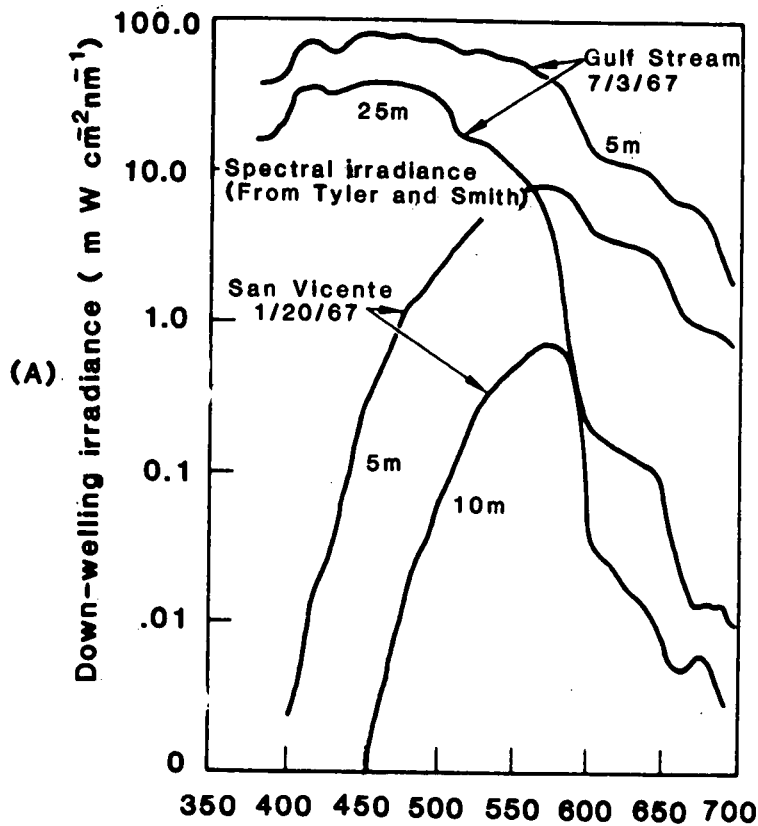 100.0
10.0
1.0
0.1
.01
0
(A)
Down-welling irradiance ( m W cm̄²nm⁻¹)
Gulf Stream
7/3/67
25m
5m
Spectral irradiance
(From Tyler and Smith)
San Vicente
1/20/67
5m
10m
350 400 450 500 550 600 650 700